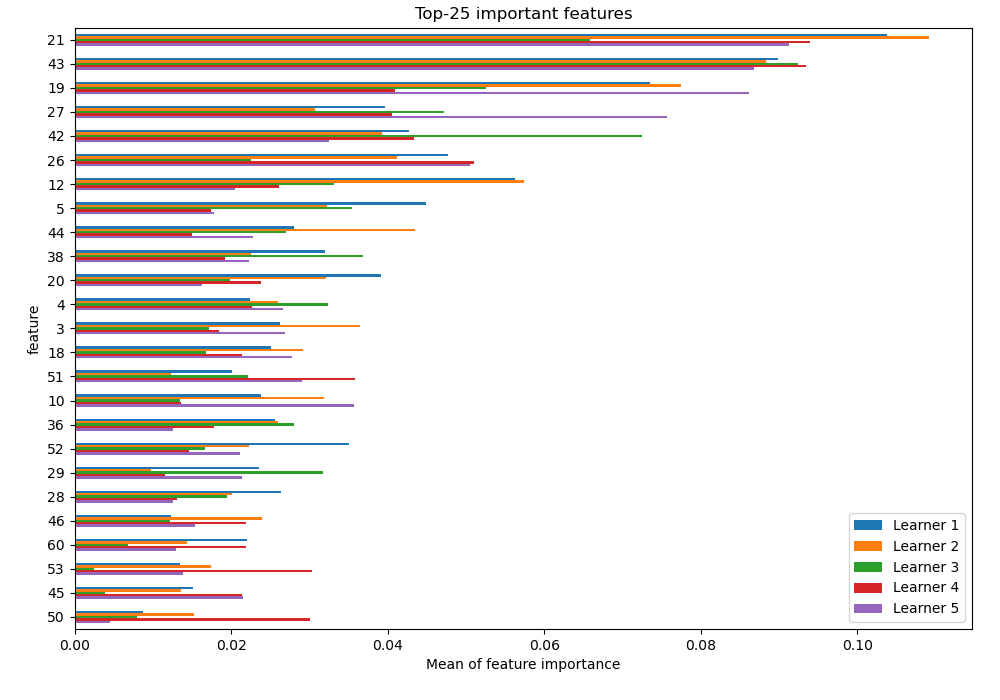 Top-25 important features
21
43
19
27
42
26
12
5
44
38
20
4
3
18
51
10
36
52
29
28
46
60
53
45
50
feature
0.00 0.02 0.04 0.06 0.08 0.10
Mean of feature importance
Learner 1
Learner 2
Learner 3
Learner 4
Learner 5